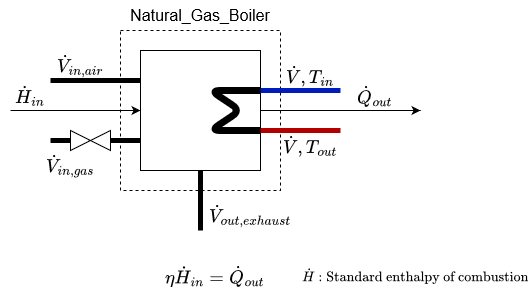 Natural_Gas_Boiler
V̇in,air
Ḣin
V̇, Tin
Q̇out
V̇in,gas
V̇, Tout
V̇out,exhaust
ηḢin = Q̇out
Ḣ : Standard enthalpy of combustion